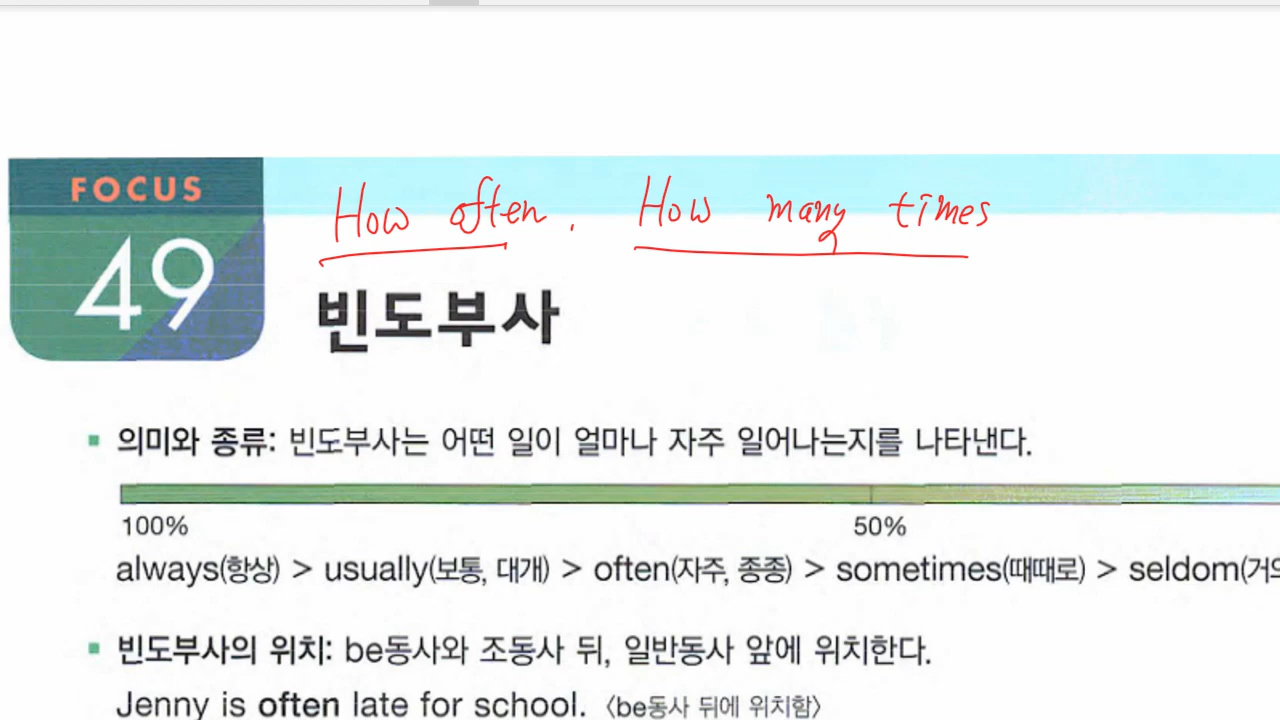 FOCUS
49
How often. How many times
빈도부사
▪ 의미와 종류: 빈도부사는 어떤 일이 얼마나 자주 일어나는지를 나타낸다.
100% 50%
always(항상) > usually(보통, 대개) > often(자주, 종종) > sometimes(때때로) > seldom(거의
▪ 빈도부사의 위치: be동사와 조동사 뒤, 일반동사 앞에 위치한다.
Jenny is often late for school. 〈be동사 뒤에 위치함〉